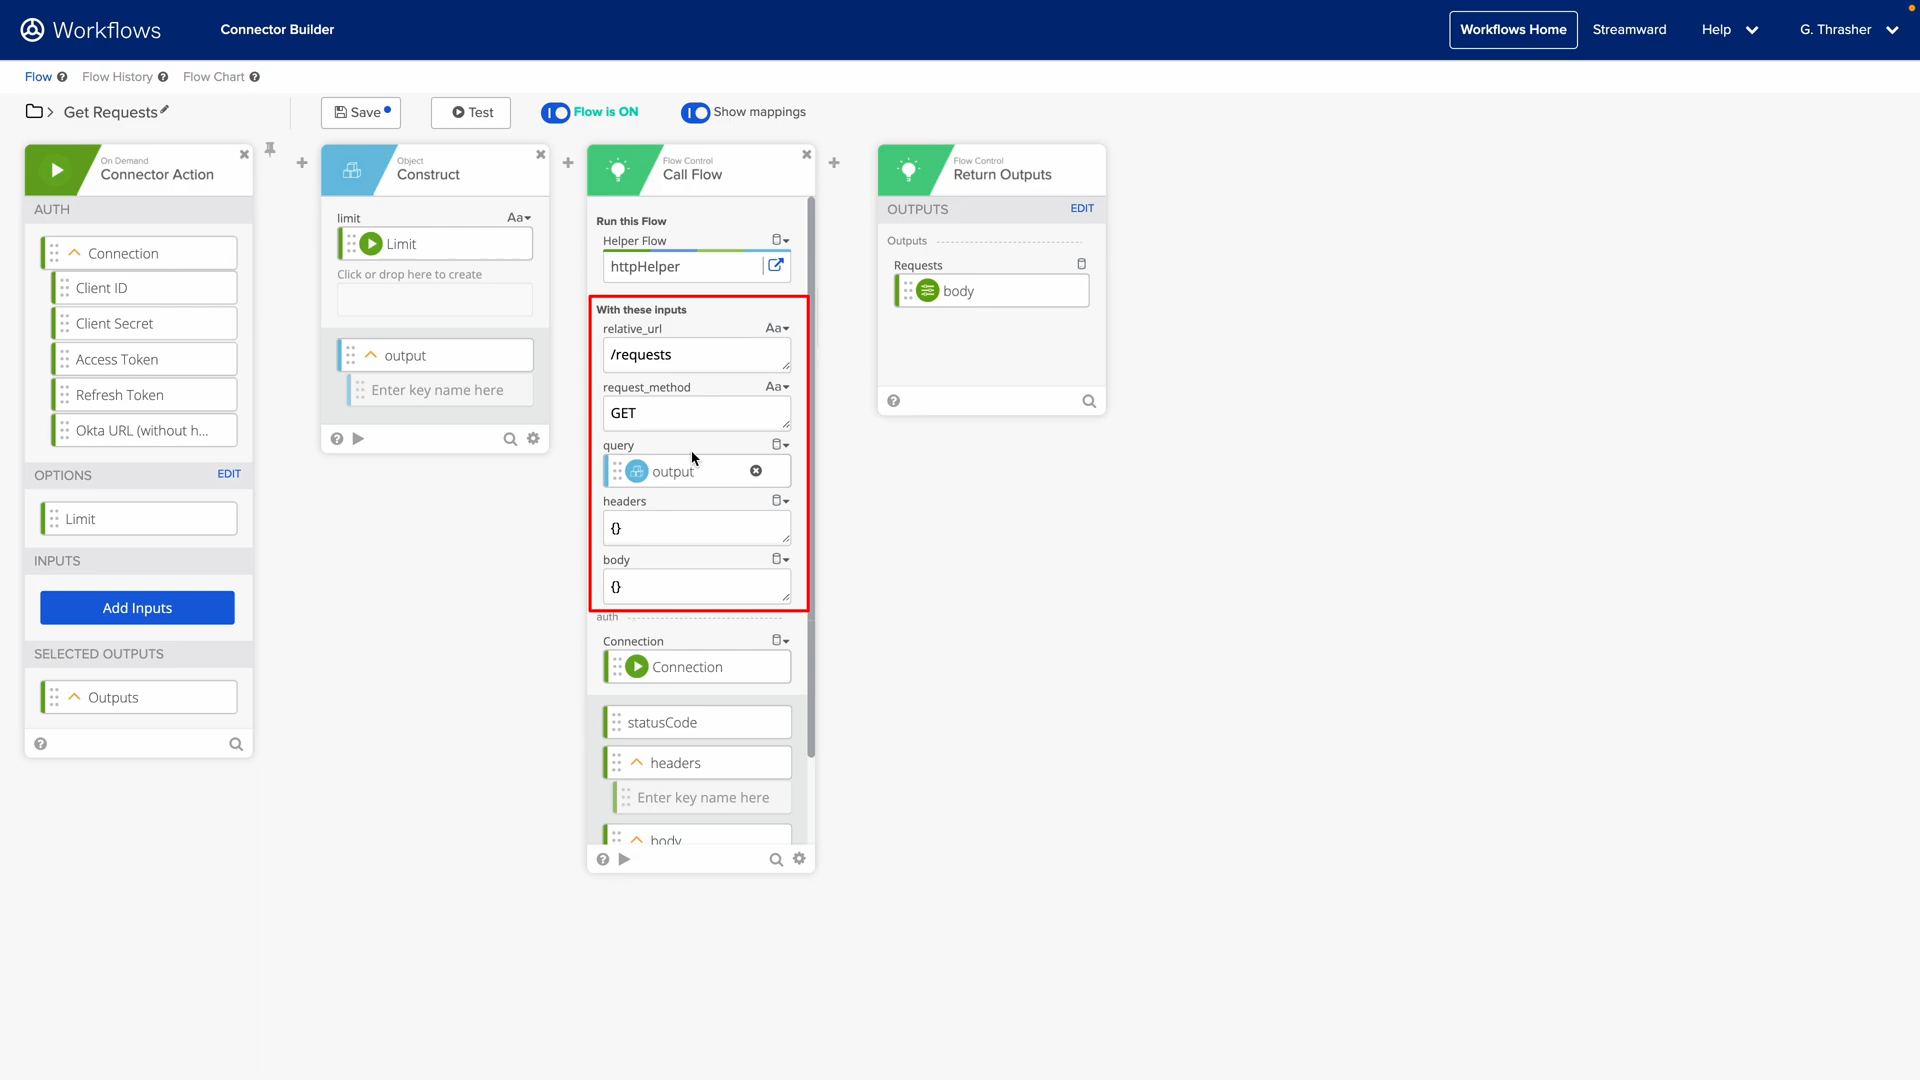 Workflows
Connector Builder
Workflows Home
Streamward
Help
G. Thrasher
Flow
Flow History
Flow Chart
Get Requests
Save
Test
Flow is ON
Show mappings
On Demand
Connector Action
AUTH
Connection
Client ID
Client Secret
Access Token
Refresh Token
Okta URL (without h...
OPTIONS
EDIT
Limit
INPUTS
Add Inputs
SELECTED OUTPUTS
Outputs
Object
Construct
limit
Aa
Limit
Click or drop here to create
output
Enter key name here
Flow Control
Call Flow
Run this Flow
Helper Flow
httpHelper
With these inputs
relative_url
Aa
/requests
request_method
Aa
GET
query
output
headers
{}
body
{}
auth
Connection
Connection
statusCode
headers
Enter key name here
body
Flow Control
Return Outputs
OUTPUTS
EDIT
Outputs
Requests
body